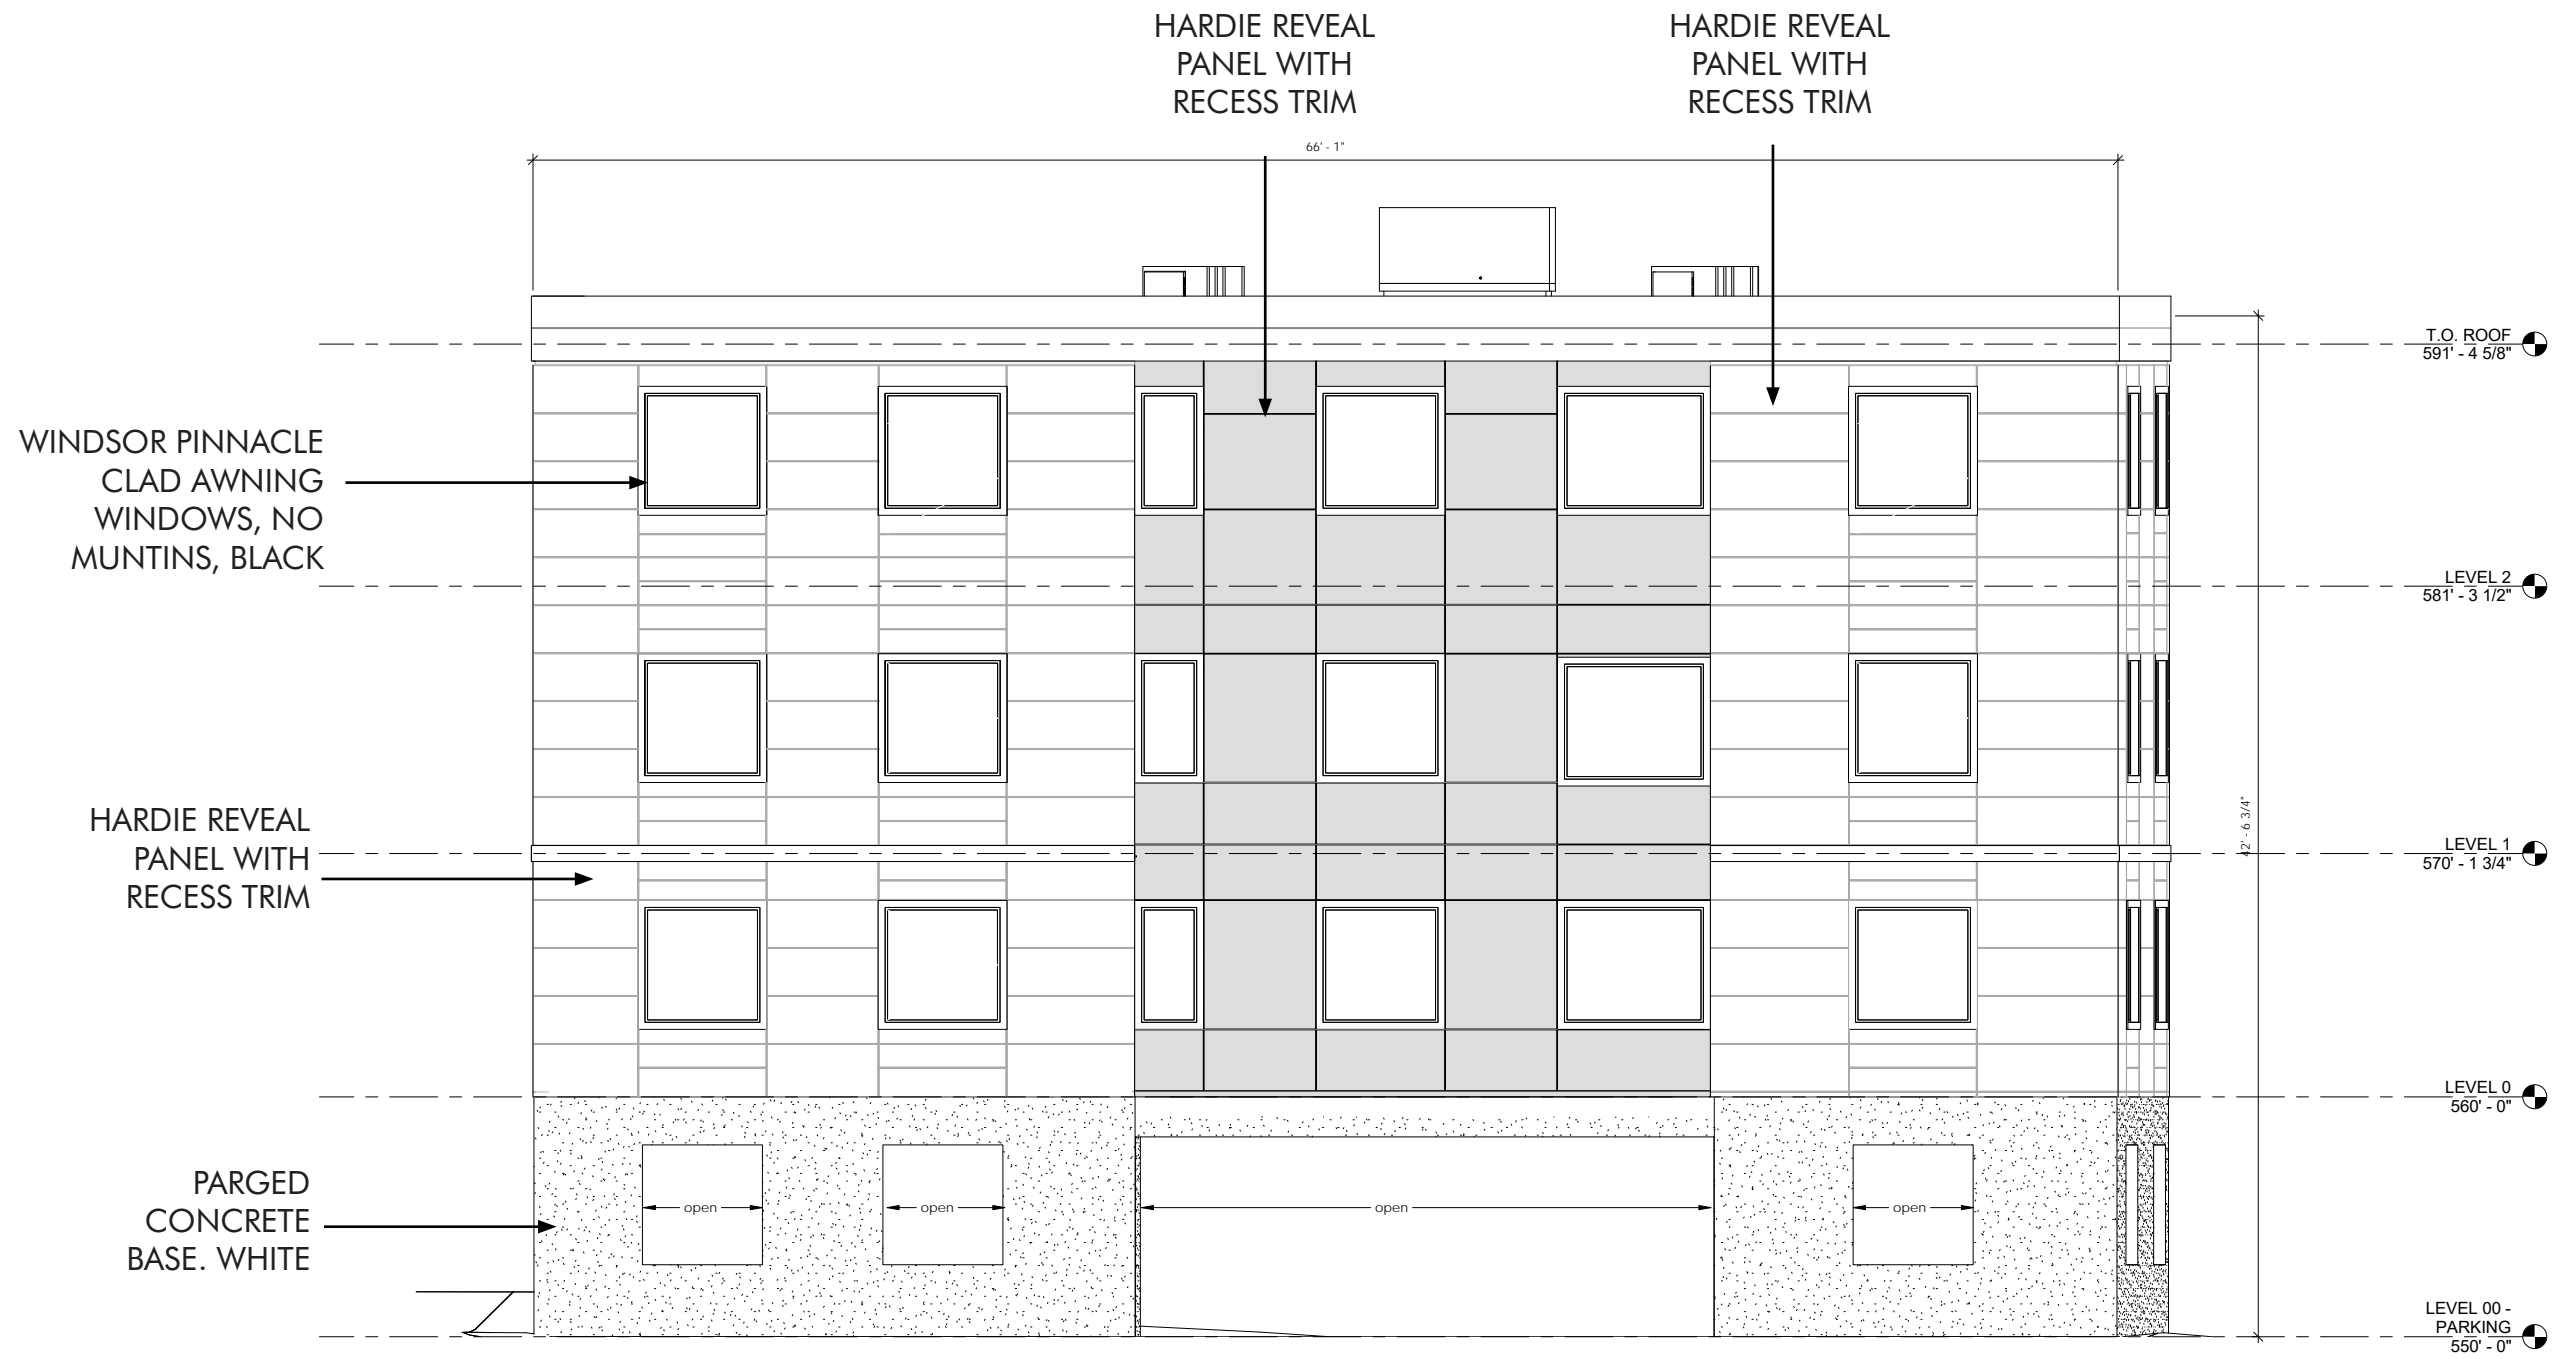 HARDIE REVEAL
PANEL WITH
RECESS TRIM
HARDIE REVEAL
PANEL WITH
RECESS TRIM
66' - 1"
T.O. ROOF
591' - 4 5/8"
WINDSOR PINNACLE
CLAD AWNING
WINDOWS, NO
MUNTINS, BLACK
LEVEL 2
581' - 3 1/2"
HARDIE REVEAL
PANEL WITH
RECESS TRIM
42' - 6 3/4"
LEVEL 1
570' - 1 3/4"
LEVEL 0
560' - 0"
PARGED
CONCRETE
BASE. WHITE
open
open
open
open
LEVEL 00 -
PARKING
550' - 0"